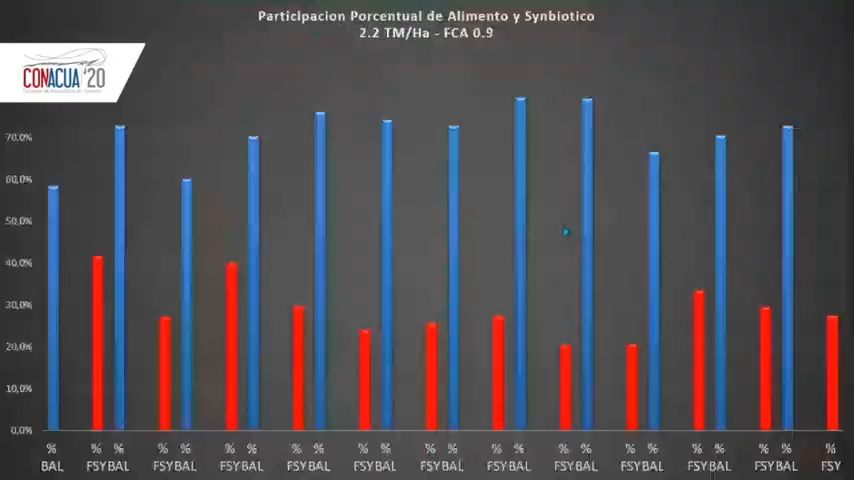 Participacion Porcentual de Alimento y Synbiotico
2.2 TM/Ha - FCA 0.9
CONACUA '20
70,0%
60,0%
50,0%
40,0%
30,0%
20,0%
10,0%
0,0%
% % % % % % % % % % % % % % % % % % % % % % % %
BAL FSY BAL FSY BAL FSY BAL FSY BAL FSY BAL FSY BAL FSY BAL FSY BAL FSY BAL FSY BAL FSY BAL FSY